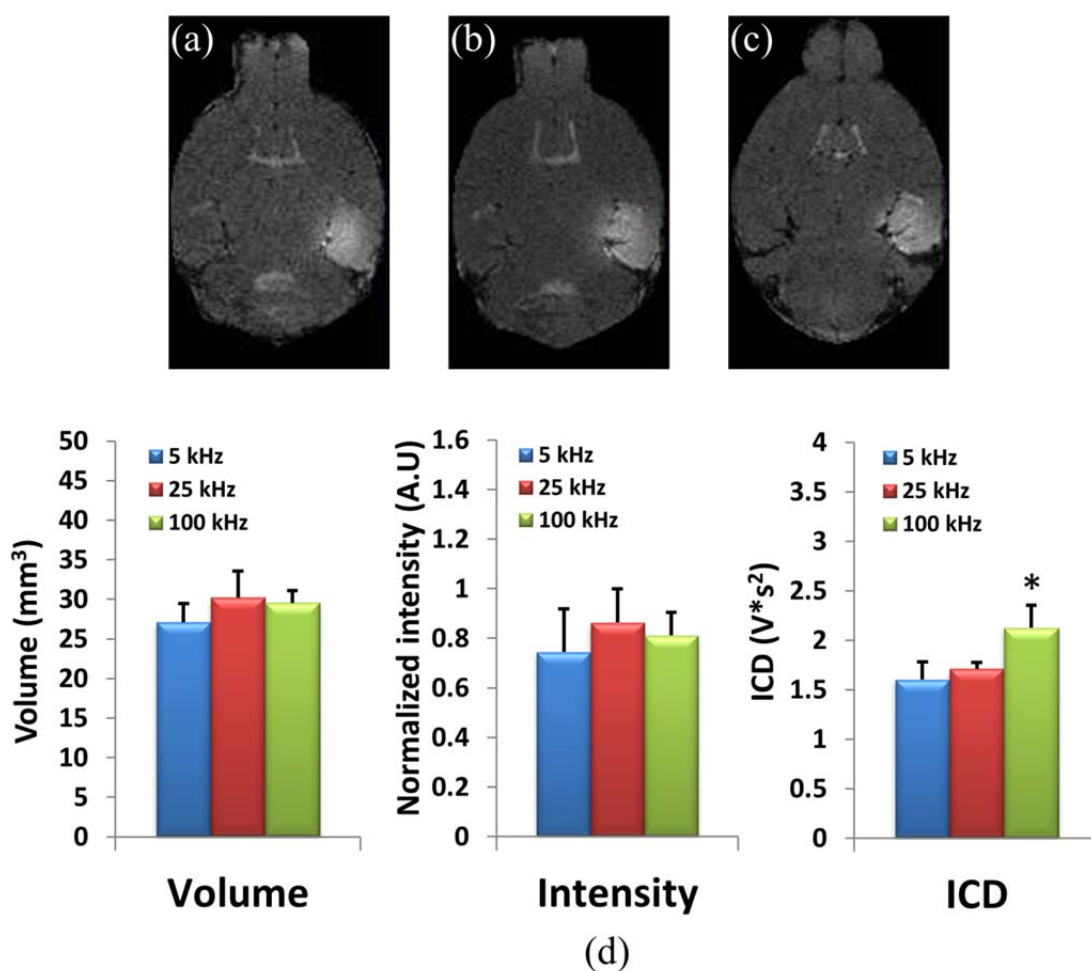 (a)
(b)
(c)
Volume (mm³)
50
45
40
35
30
25
20
15
10
5
0
5 kHz
25 kHz
100 kHz
Volume
Normalized intensity (A.U)
1.6
1.4
1.2
1
0.8
0.6
0.4
0.2
0
5 kHz
25 kHz
100 kHz
Intensity
ICD (V*s²)
4
3.5
3
2.5
2
1.5
1
0.5
0
5 kHz
25 kHz
100 kHz
*
ICD
(d)